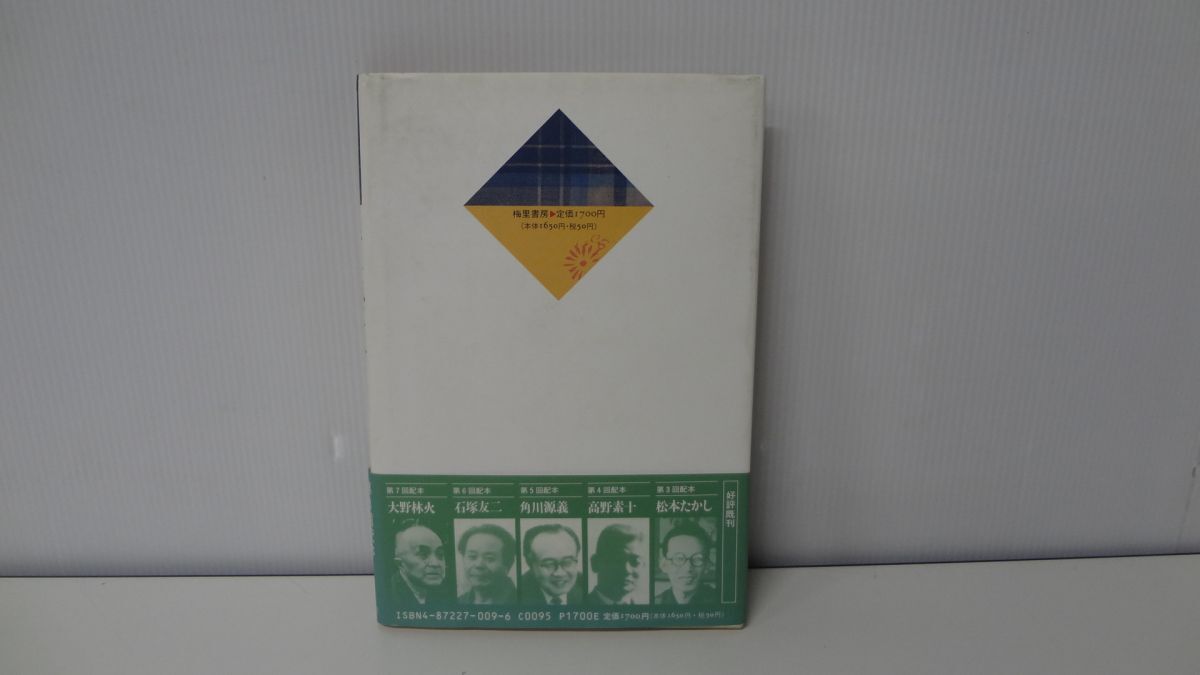 梅里書房▶定価1700円
(本体1650円・税50円)
好評既刊
第3回配本
松本たかし
第4回配本
高野素十
第5回配本
角川源義
第6回配本
石塚友二
第7回配本
大野林火
ISBN4-87227-009-6 C0095 P1700E 定価1700円(本体1650円・税50円)